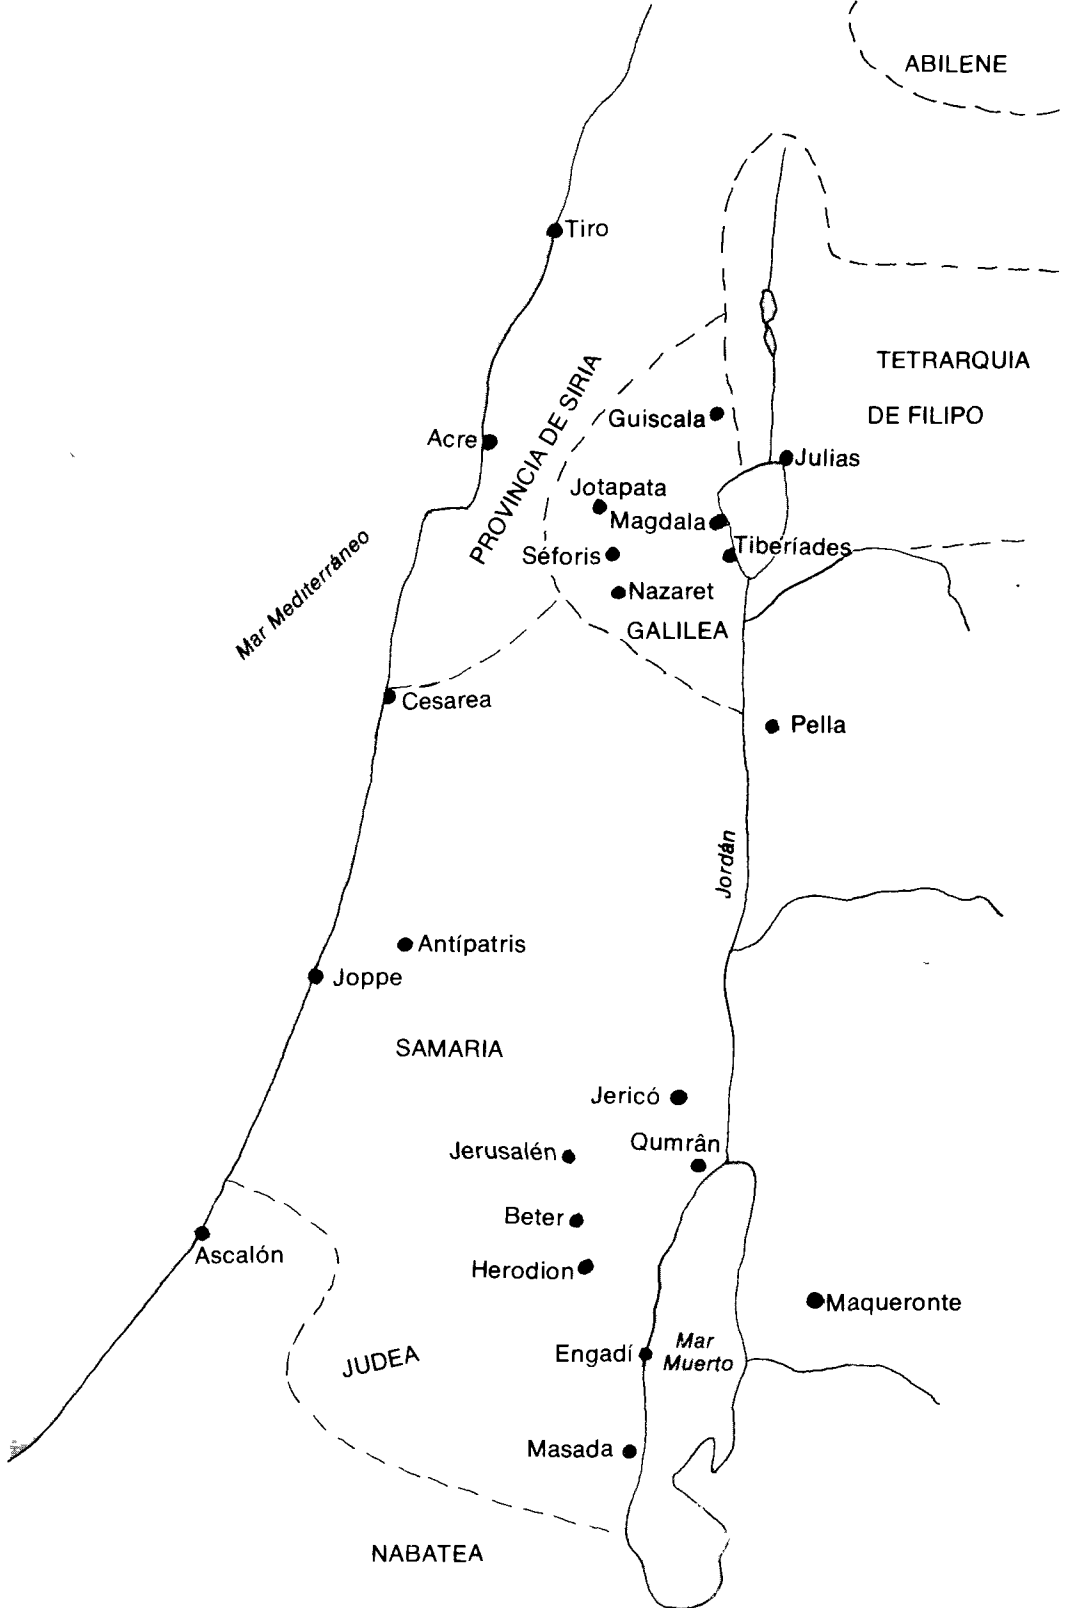 ABILENE
Tiro
TETRARQUIA
DE FILIPO
PROVINCIA DE SIRIA
Guiscala
Acre
Julias
Jotapata
Magdala
Tiberíades
Séforis
Nazaret
Mar Mediterráneo
GALILEA
Cesarea
Pella
Jordán
Antípatris
Joppe
SAMARIA
Jericó
Qumrân
Jerusalén
Beter
Ascalón
Herodion
Maqueronte
Mar
Muerto
Engadí
JUDEA
Masada
NABATEA